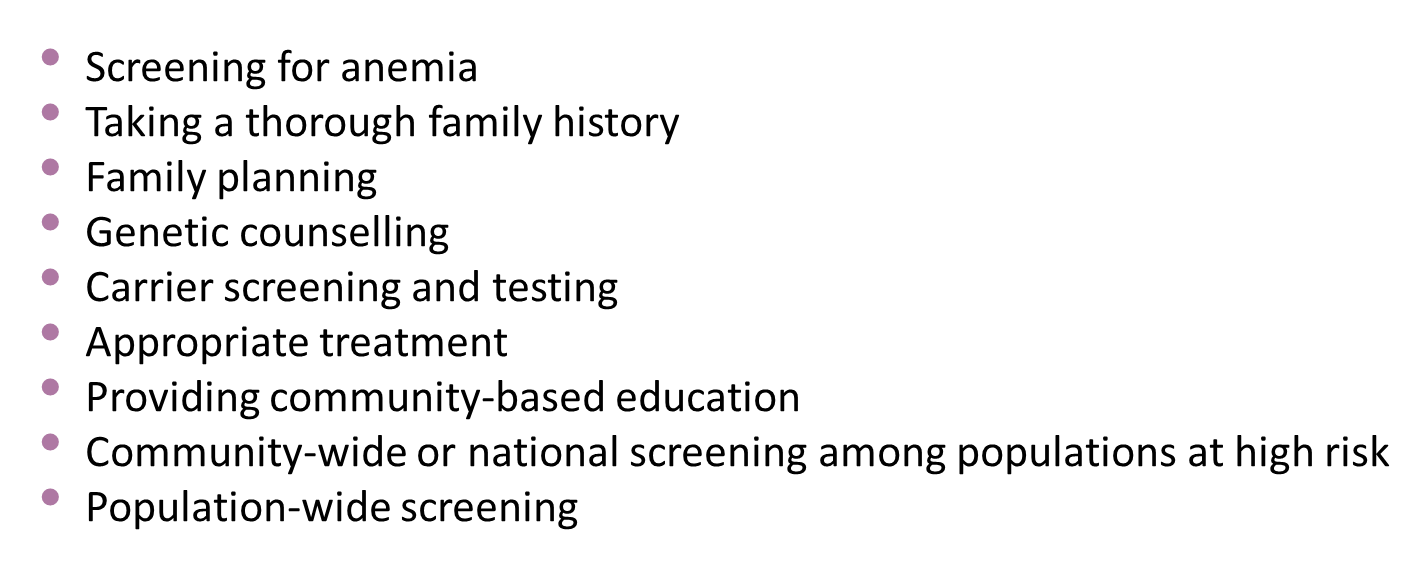 • Screening for anemia
• Taking a thorough family history
• Family planning
• Genetic counselling
• Carrier screening and testing
• Appropriate treatment
• Providing community-based education
• Community-wide or national screening among populations at high risk
• Population-wide screening